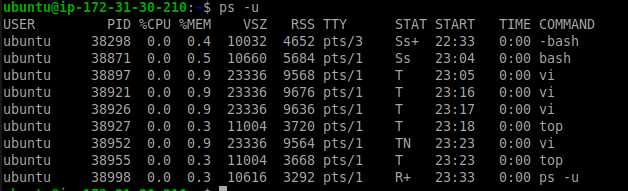 ubuntu@ip-172-31-30-210:~$ ps -u
USER PID %CPU %MEM VSZ RSS TTY STAT START TIME COMMAND
ubuntu 38298 0.0 0.4 10032 4652 pts/3 Ss+ 22:33 0:00 -bash
ubuntu 38871 0.0 0.5 10660 5684 pts/1 Ss 23:04 0:00 bash
ubuntu 38897 0.0 0.9 23336 9568 pts/1 T 23:05 0:00 vi
ubuntu 38921 0.0 0.9 23336 9676 pts/1 T 23:16 0:00 vi
ubuntu 38926 0.0 0.9 23336 9636 pts/1 T 23:17 0:00 vi
ubuntu 38927 0.0 0.3 11004 3720 pts/1 T 23:18 0:00 top
ubuntu 38952 0.0 0.9 23336 9564 pts/1 TN 23:23 0:00 vi
ubuntu 38955 0.0 0.3 11004 3668 pts/1 T 23:23 0:00 top
ubuntu 38998 0.0 0.3 10616 3292 pts/1 R+ 23:33 0:00 ps -u